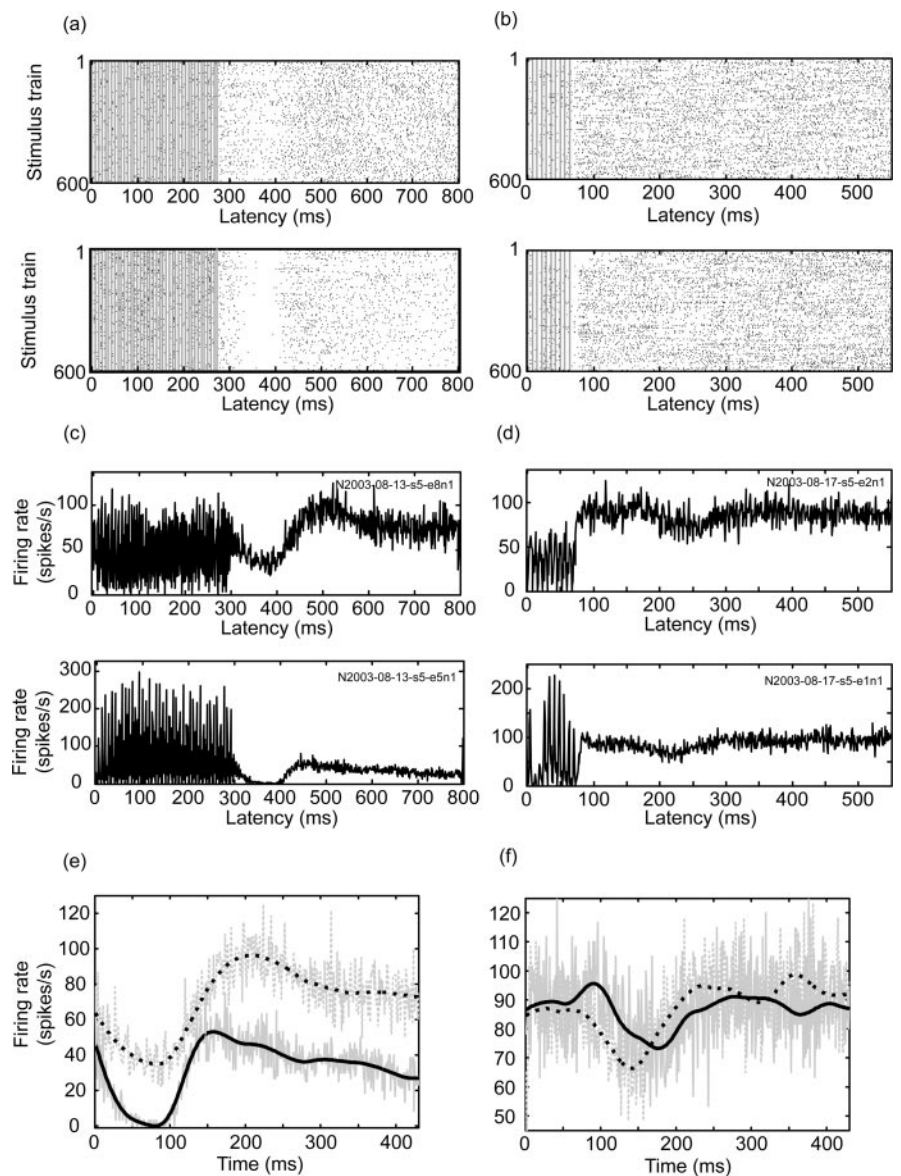 (a)
(b)
Stimulus train
1
600
0 100 200 300 400 500 600 700 800
Latency (ms)
1
600
0 100 200 300 400 500
Latency (ms)
Stimulus train
1
600
0 100 200 300 400 500 600 700 800
Latency (ms)
1
600
0 100 200 300 400 500
Latency (ms)
(c)
(d)
Firing rate
(spikes/s)
100
50
0
N2003-08-13-s5-e8n1
0 100 200 300 400 500 600 700 800
Latency (ms)
100
50
0
N2003-08-17-s5-e2n1
0 100 200 300 400 500
Latency (ms)
Firing rate
(spikes/s)
300
200
100
0
N2003-08-13-s5-e5n1
0 100 200 300 400 500 600 700 800
Latency (ms)
200
100
0
N2003-08-17-s5-e1n1
0 100 200 300 400 500
Latency (ms)
(e)
(f)
Firing rate
(spikes/s)
120
100
80
60
40
20
0
0 100 200 300 400
Time (ms)
120
110
100
90
80
70
60
50
0 100 200 300 400
Time (ms)